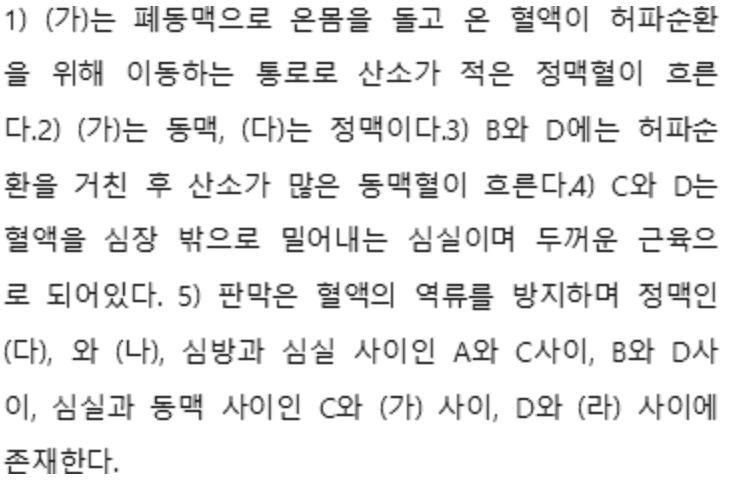 1) (가)는 폐동맥으로 온몸을 돌고 온 혈액이 허파순환
을 위해 이동하는 통로로 산소가 적은 정맥혈이 흐른
다.2) (가)는 동맥, (다)는 정맥이다.3) B와 D에는 허파순
환을 거친 후 산소가 많은 동맥혈이 흐른다.4) C와 D는
혈액을 심장 밖으로 밀어내는 심실이며 두꺼운 근육으
로 되어있다. 5) 판막은 혈액의 역류를 방지하며 정맥인
(다), 와 (나), 심방과 심실 사이인 A와 C사이, B와 D사
이, 심실과 동맥 사이인 C와 (가) 사이, D와 (라) 사이에
존재한다.